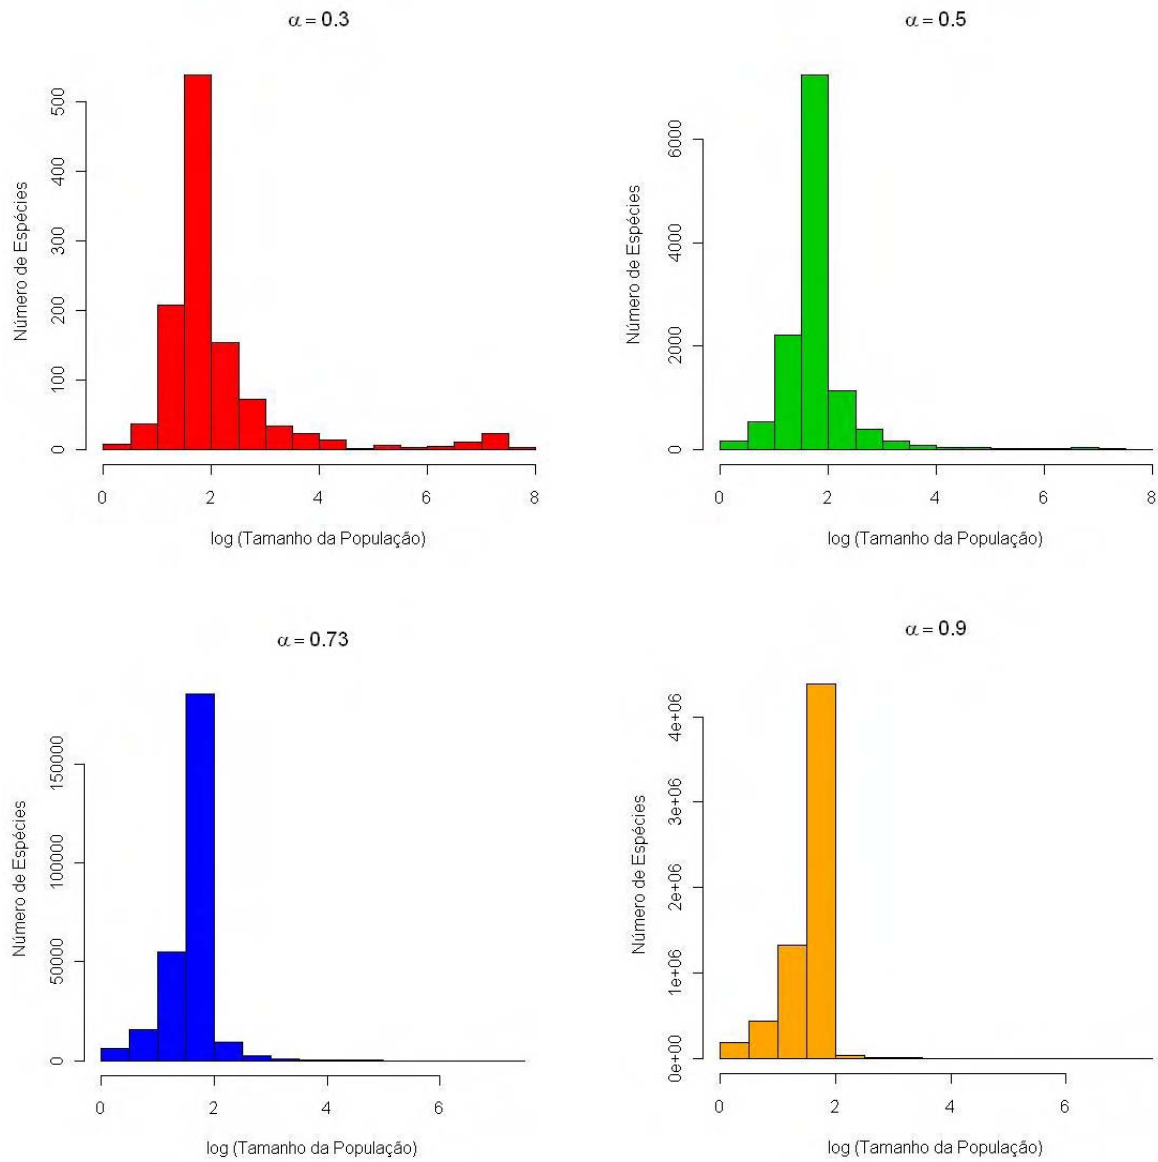 α = 0.3
Número de Espécies
0
100
200
300
400
500
0 2 4 6 8
log (Tamanho da População)
α = 0.5
Número de Espécies
0
2000
4000
6000
0 2 4 6 8
log (Tamanho da População)
α = 0.73
Número de Espécies
0
50000
100000
150000
0 2 4 6
log (Tamanho da População)
α = 0.9
Número de Espécies
0e+00
1e+06
2e+06
3e+06
4e+06
0 2 4 6
log (Tamanho da População)